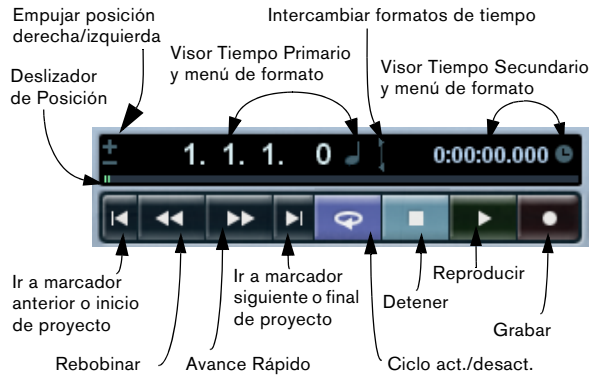 Empujar posición
derecha/izquierda
Intercambiar formatos de tiempo
Visor Tiempo Primario
y menú de formato
Visor Tiempo Secundario
y menú de formato
Deslizador
de Posición
1. 1. 1. 0
0:00:00.000
Ir a marcador
anterior o inicio
de proyecto
Ir a marcador
siguiente o final
de proyecto
Reproducir
Detener
Grabar
Rebobinar
Avance Rápido
Ciclo act./desact.